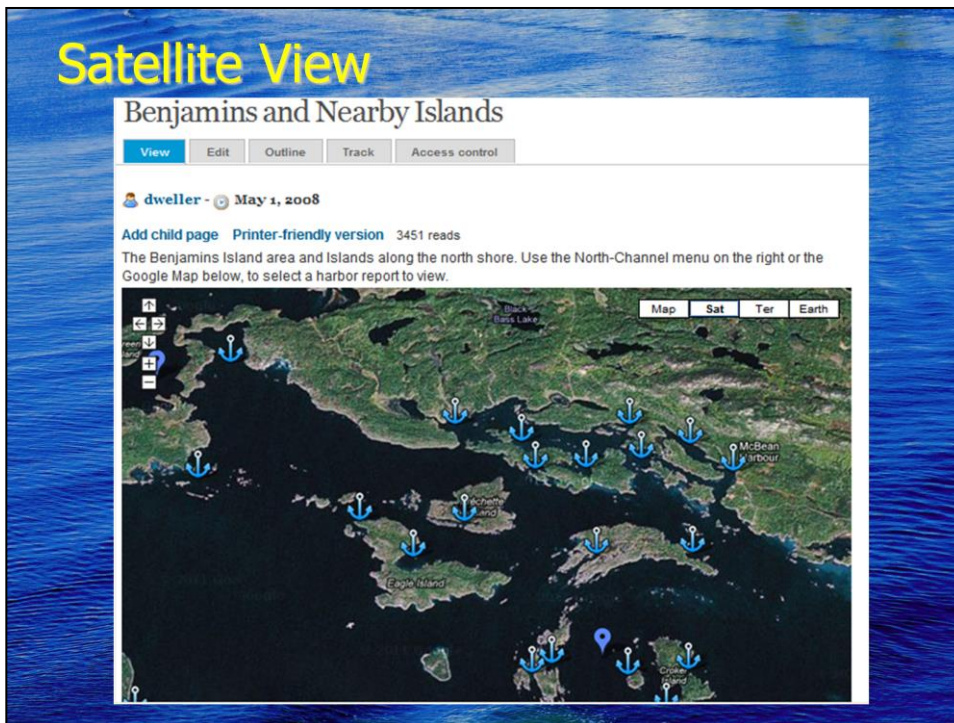 Satellite View
Benjamins and Nearby Islands
View Edit Outline Track Access control
dweller - May 1, 2008
Add child page Printer-friendly version 3451 reads
The Benjamins Island area and Islands along the north shore. Use the North-Channel menu on the right or the
Google Map below, to select a harbor report to view.
Map Sat Ter Earth
Black
Bass Lake
McBean
Harbour
Eagle Island
Croker
Island